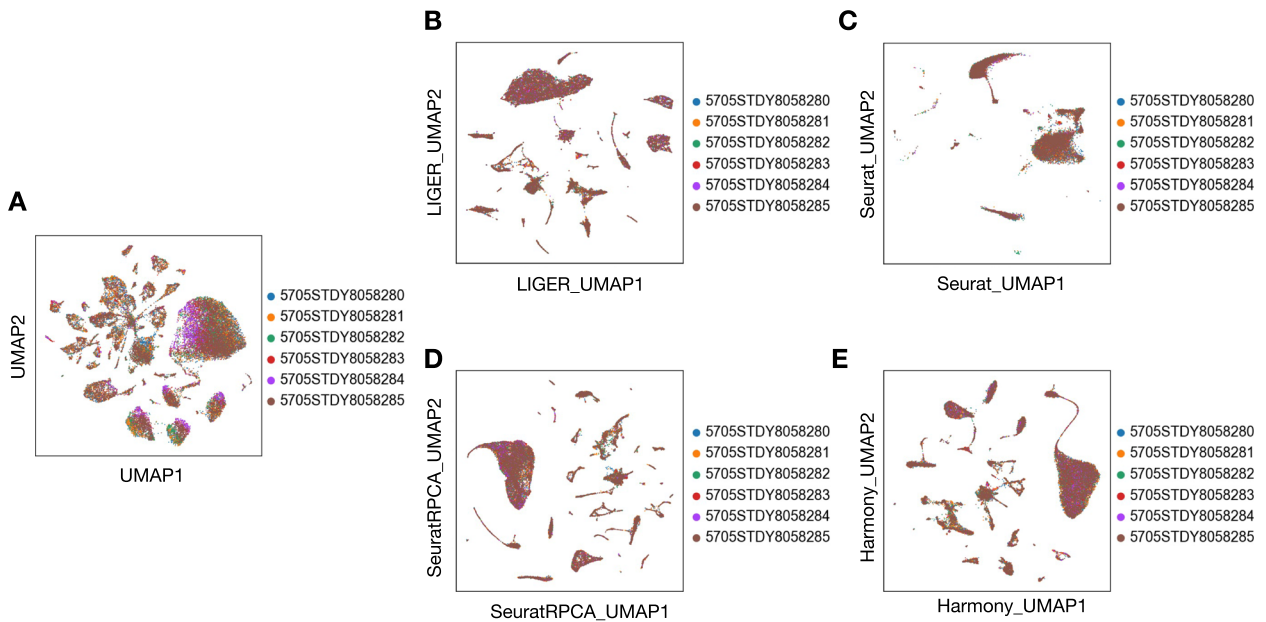 A
UMAP2
UMAP1
5705STDY8058280
5705STDY8058281
5705STDY8058282
5705STDY8058283
5705STDY8058284
5705STDY8058285
B
LIGER_UMAP2
LIGER_UMAP1
5705STDY8058280
5705STDY8058281
5705STDY8058282
5705STDY8058283
5705STDY8058284
5705STDY8058285
C
Seurat_UMAP2
Seurat_UMAP1
5705STDY8058280
5705STDY8058281
5705STDY8058282
5705STDY8058283
5705STDY8058284
5705STDY8058285
D
SeuratRPCA_UMAP2
SeuratRPCA_UMAP1
5705STDY8058280
5705STDY8058281
5705STDY8058282
5705STDY8058283
5705STDY8058284
5705STDY8058285
E
Harmony_UMAP2
Harmony_UMAP1
5705STDY8058280
5705STDY8058281
5705STDY8058282
5705STDY8058283
5705STDY8058284
5705STDY8058285